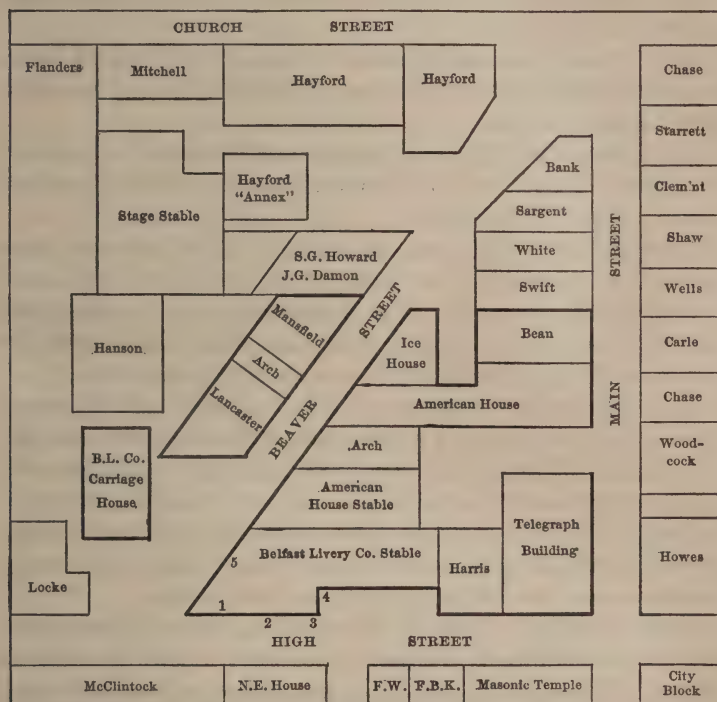 CHURCH STREET
Flanders
Mitchell
Hayford
Hayford
Chase
Starrett
Bank
Hayford
"Annex"
Clem'nt
Stage Stable
Sargent
Shaw
S.G. Howard
J.G. Damon
White
Swift
Wells
Mansfield
Arch
Lancaster
BEAVER STREET
MAIN STREET
Hanson
Ice
House
Bean
Carle
American House
Chase
B.L. Co.
Carriage
House
Arch
Wood-
cock
American
House Stable
Telegraph
Building
Belfast Livery Co. Stable
Harris
Howes
Locke
5
4
1
2
3
HIGH STREET
McClintock
N.E. House
F.W.
F.B.K.
Masonic Temple
City
Block